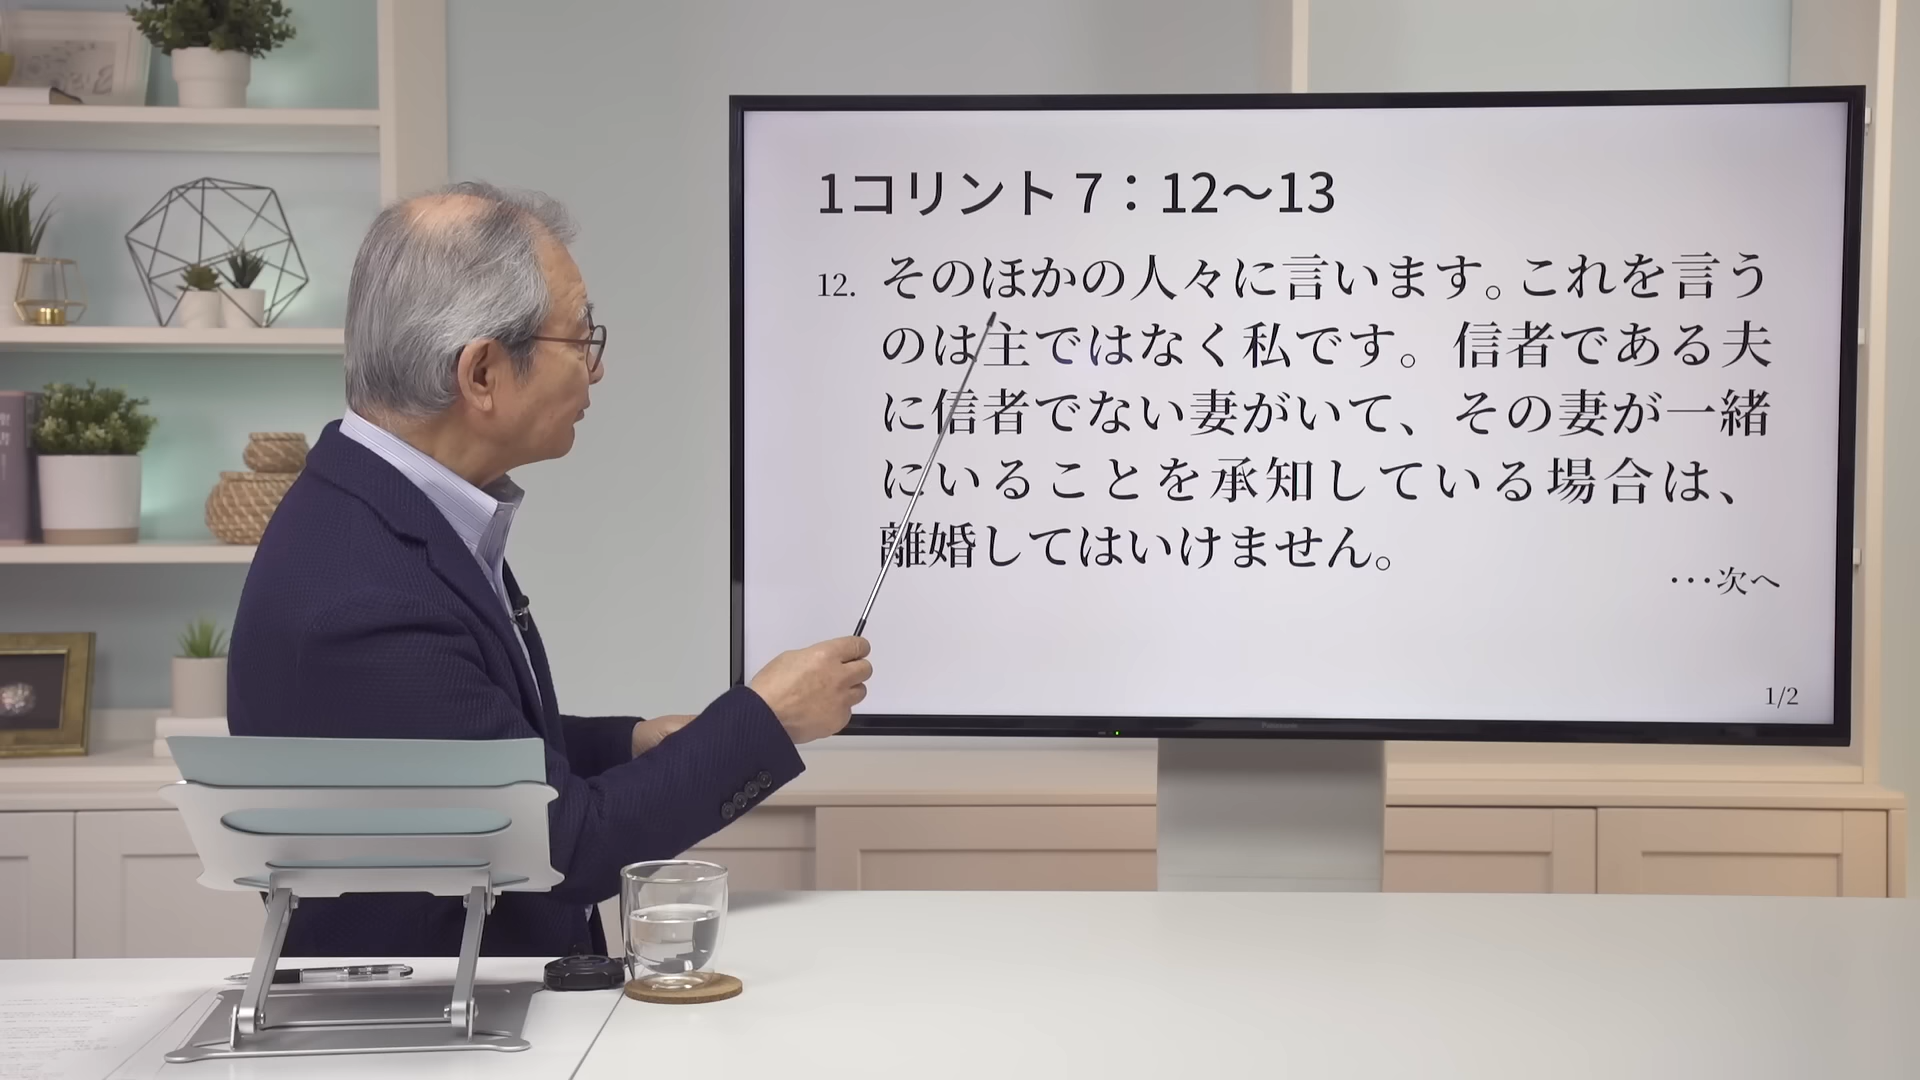 1コリント 7：12〜13
12. そのほかの人々に言います。これを言う
のは主ではなく私です。信者である夫
に信者でない妻がいて、その妻が一緒
にいることを承知している場合は、
離婚してはいけません。
…次へ
1/2
Panasonic